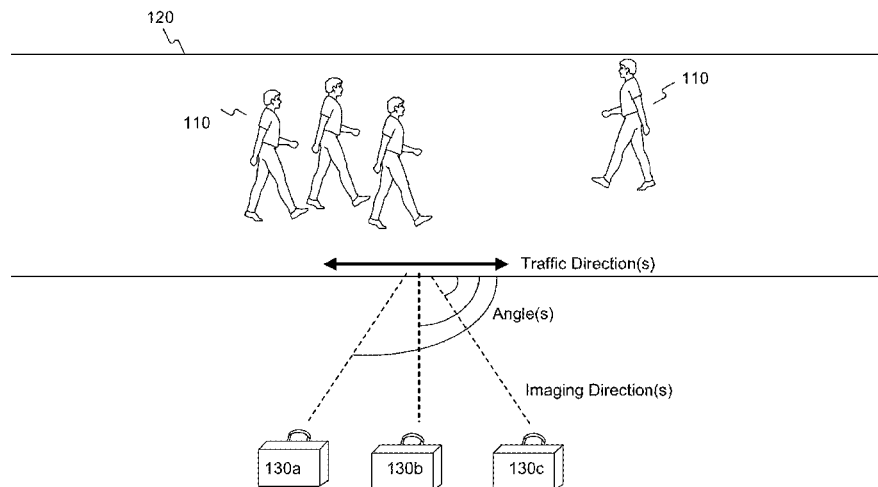 120
110
110
Traffic Direction(s)
Angle(s)
Imaging Direction(s)
130a
130b
130c